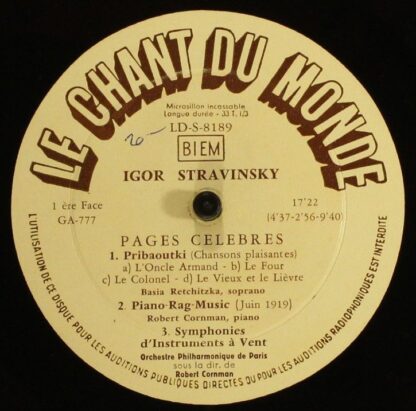 LE CHANT DU MONDE
Microsillon incassable
Longue durée - 33 T. 1/3
20-
LD-S-8189
BIEM
IGOR STRAVINSKY
1 ère Face
GA-777
17'22
(4'37-2'56-9'40)
PAGES CELEBRES
1. Pribaoutki (Chansons plaisantes)
a) L'Oncle Armand - b) Le Four
c) Le Colonel - d) Le Vieux et le Lièvre
Basia Retchitzka, soprano
2. Piano-Rag-Music (Juin 1919)
Robert Cornman, piano
3. Symphonies
d'Instruments à Vent
Orchestre Philharmonique de Paris
sous la dir. de
Robert Cornman
L'UTILISATION DE CE DISQUE POUR LES AUDITIONS PUBLIQUES DIRECTES OU POUR LES AUDITIONS RADIOPHONIQUES EST INTERDITE